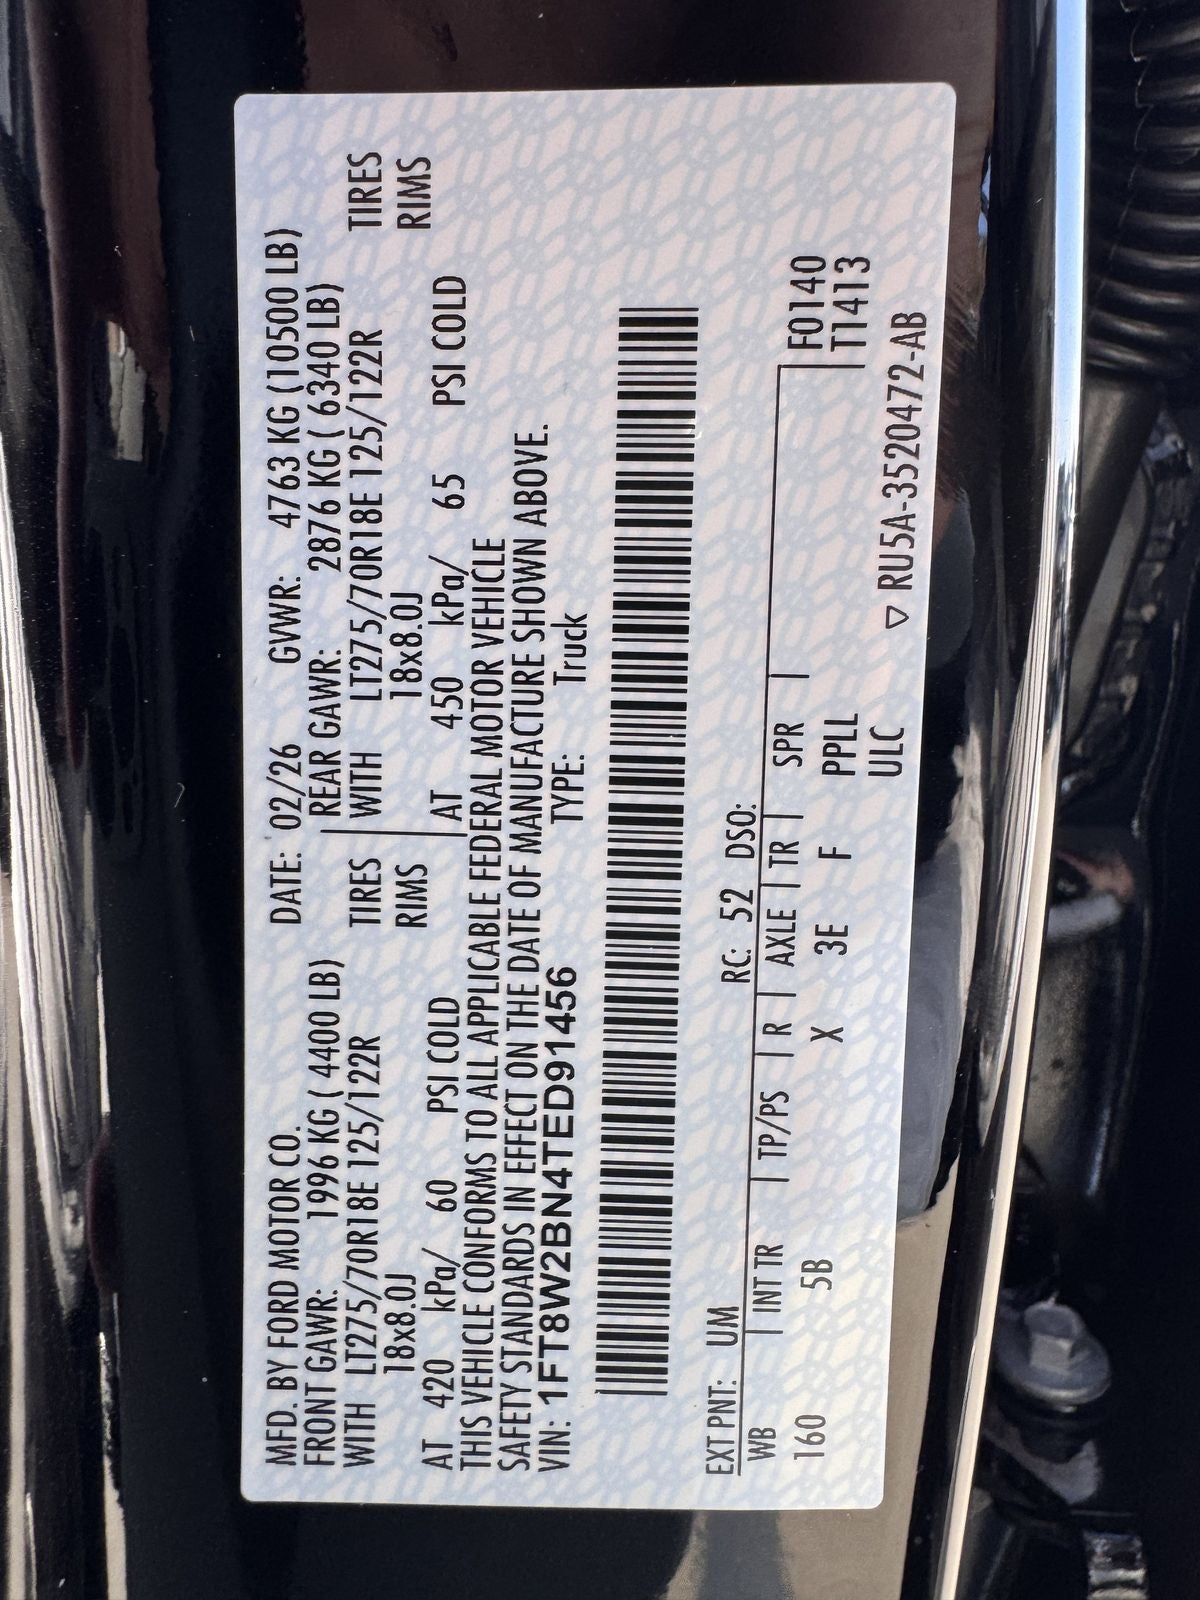 MFD. BY FORD MOTOR CO. DATE: 02/26 GVWR: 4763 KG (10500 LB)
FRONT GAWR: 1996 KG ( 4400 LB) REAR GAWR: 2876 KG ( 6340 LB)
WITH LT275/70R18E 125/122R TIRES WITH LT275/70R18E 125/122R TIRES
18x8.0J RIMS 18x8.0J RIMS
AT 420 kPa/ 60 PSI COLD AT 450 kPa/ 65 PSI COLD
THIS VEHICLE CONFORMS TO ALL APPLICABLE FEDERAL MOTOR VEHICLE
SAFETY STANDARDS IN EFFECT ON THE DATE OF MANUFACTURE SHOWN ABOVE.
VIN: 1FT8W2BN4TED91456 TYPE: Truck
EXT PNT: UM RC: 52 DSO:
WB INT TR TP/PS R AXLE TR SPR F0140
160 5B X 3E F PPLL T1413
ULC
▽ RU5A-3520472-AB